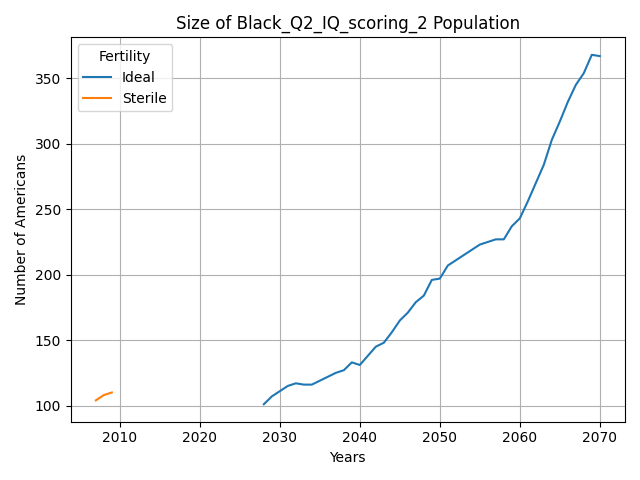 Size of Black_Q2_IQ_scoring_2 Population
Fertility
Ideal
Sterile
Number of Americans
350
300
250
200
150
100
2010 2020 2030 2040 2050 2060 2070
Years